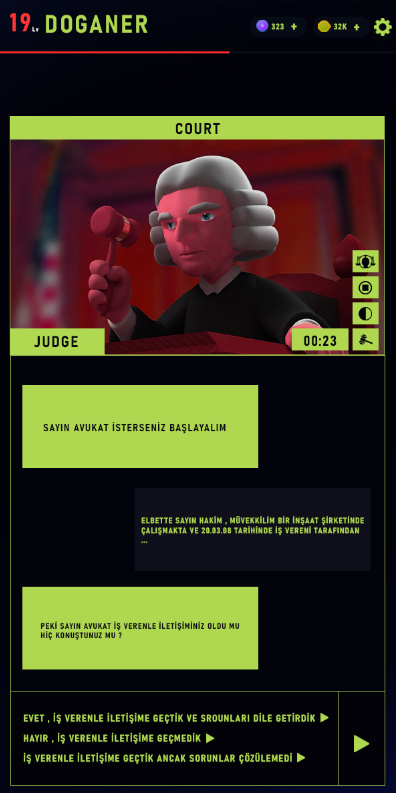 19 Lv DOGANER
323 +
32K +
COURT
JUDGE
00:23
SAYIN AVUKAT İSTERSENİZ BAŞLAYALIM
ELBETTE SAYIN HAKİM , MÜVEKKİLİM BİR İNŞAAT ŞİRKETİNDE
ÇALIŞMAKTA VE 20.03.08 TARİHİNDE İŞ VERENİ TARAFINDAN
...
PEKİ SAYIN AVUKAT İŞ VERENLE İLETİŞİMİNİZ OLDU MU
HİÇ KONUŞTUNUZ MU ?
EVET , İŞ VERENLE İLETİŞİME GEÇTİK VE SROUNLARI DİLE GETİRDİK
HAYIR , İŞ VERENLE İLETİŞİME GEÇMEDİK
İŞ VERENLE İLETİŞİME GEÇTİK ANCAK SORUNLAR ÇÖZÜLEMEDİ